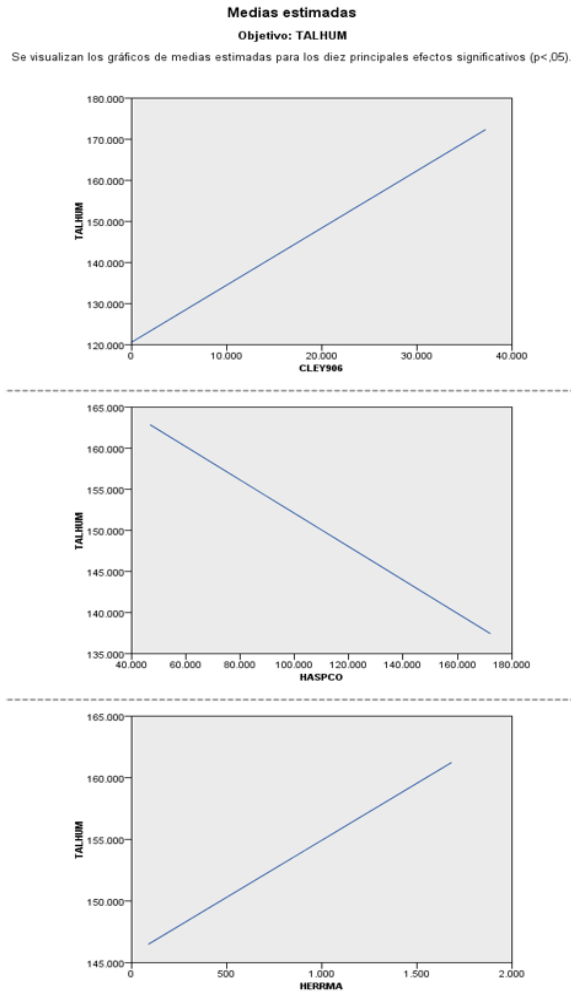 Medias estimadas
Objetivo: TALHUM
Se visualizan los gráficos de medias estimadas para los diez principales efectos significativos (p<,05).
180.000
170.000
160.000
150.000
140.000
130.000
120.000
TALHUM
0 10.000 20.000 30.000 40.000
CLEY906
165.000
160.000
155.000
150.000
145.000
140.000
135.000
TALHUM
40.000 60.000 80.000 100.000 120.000 140.000 160.000 180.000
HASPCO
165.000
160.000
155.000
150.000
145.000
TALHUM
0 500 1.000 1.500 2.000
HERRMA